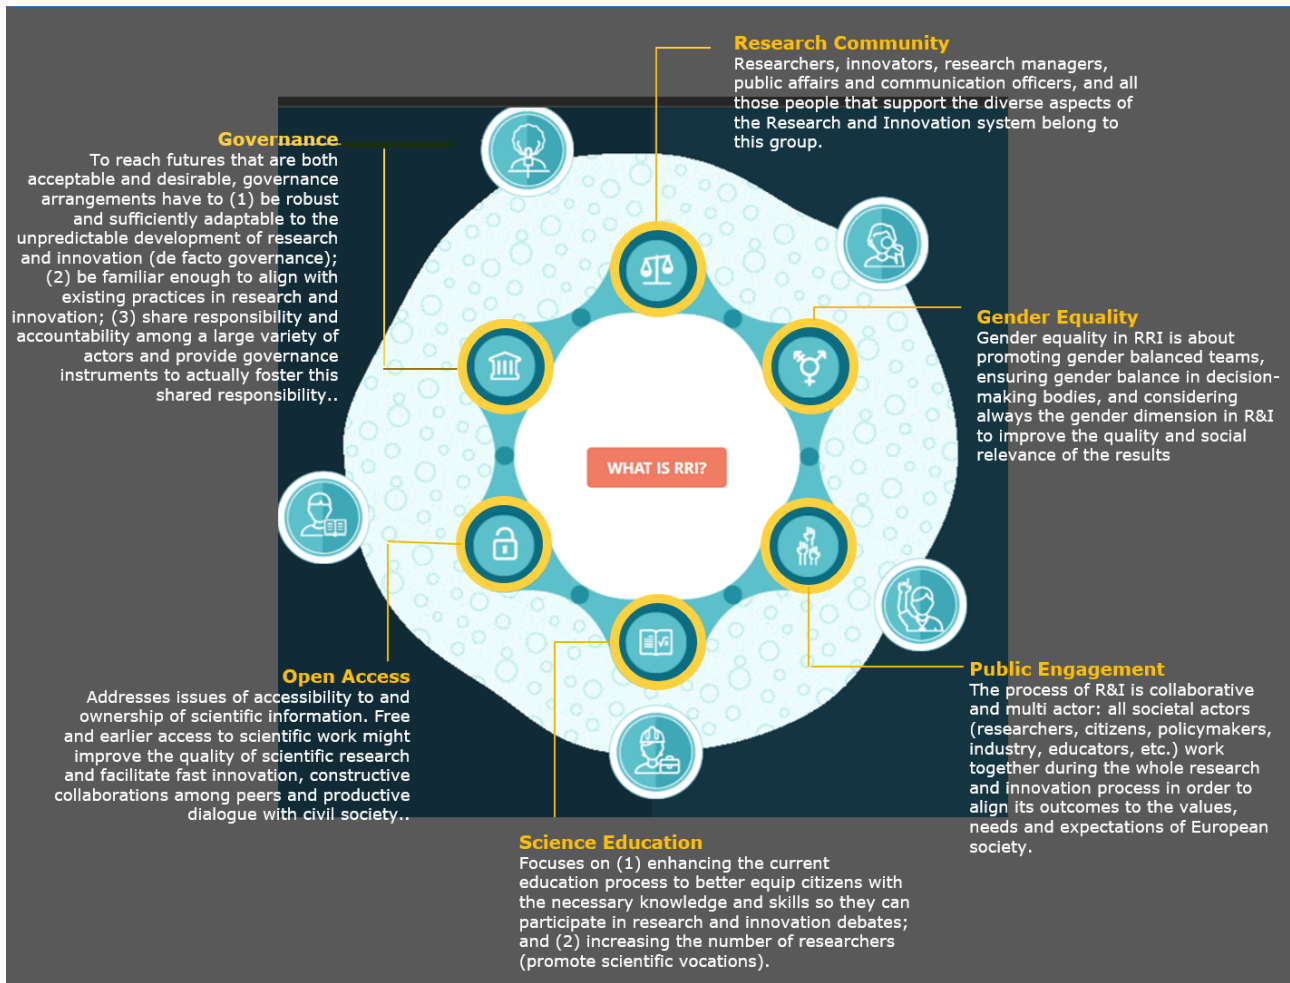 Research Community
Researchers, innovators, research managers,
public affairs and communication officers, and all
those people that support the diverse aspects of
the Research and Innovation system belong to
this group.
Governance
To reach futures that are both
acceptable and desirable, governance
arrangements have to (1) be robust
and sufficiently adaptable to the
unpredictable development of research
and innovation (de facto governance);
(2) be familiar enough to align with
existing practices in research and
innovation; (3) share responsibility and
accountability among a large variety of
actors and provide governance
instruments to actually foster this
shared responsibility..
Gender Equality
Gender equality in RRI is about
promoting gender balanced teams,
ensuring gender balance in decision-
making bodies, and considering
always the gender dimension in R&I
to improve the quality and social
relevance of the results
WHAT IS RRI?
Open Access
Addresses issues of accessibility to and
ownership of scientific information. Free
and earlier access to scientific work might
improve the quality of scientific research
and facilitate fast innovation, constructive
collaborations among peers and productive
dialogue with civil society..
Public Engagement
The process of R&I is collaborative
and multi actor: all societal actors
(researchers, citizens, policymakers,
industry, educators, etc.) work
together during the whole research
and innovation process in order to
align its outcomes to the values,
needs and expectations of European
society.
Science Education
Focuses on (1) enhancing the current
education process to better equip citizens with
the necessary knowledge and skills so they can
participate in research and innovation debates;
and (2) increasing the number of researchers
(promote scientific vocations).